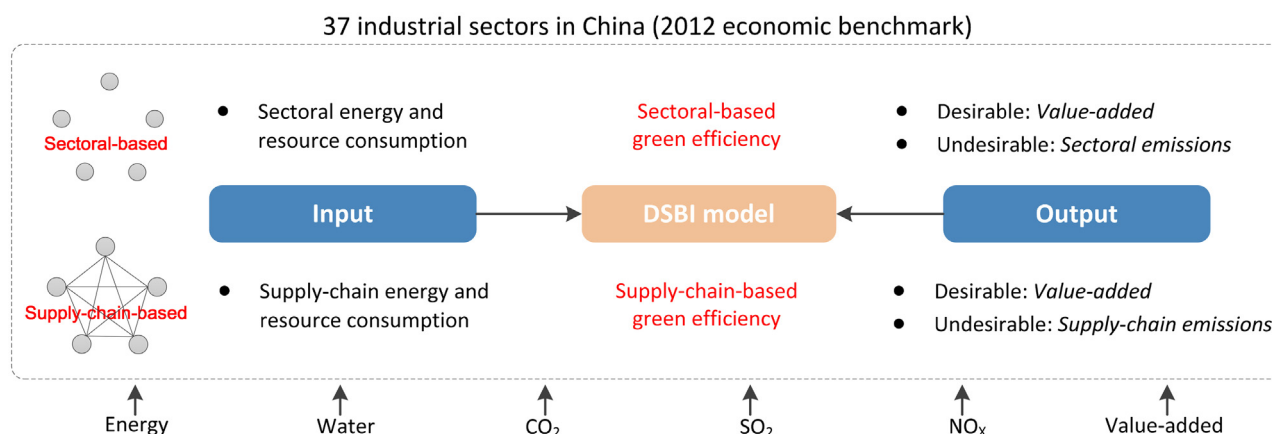 37 industrial sectors in China (2012 economic benchmark)
Sectoral-based
● Sectoral energy and
resource consumption
Sectoral-based
green efficiency
● Desirable: Value-added
● Undesirable: Sectoral emissions
Input
DSBI model
Output
Supply-chain-based
● Supply-chain energy and
resource consumption
Supply-chain-based
green efficiency
● Desirable: Value-added
● Undesirable: Supply-chain emissions
Energy
Water
CO₂
SO₂
NOₓ
Value-added